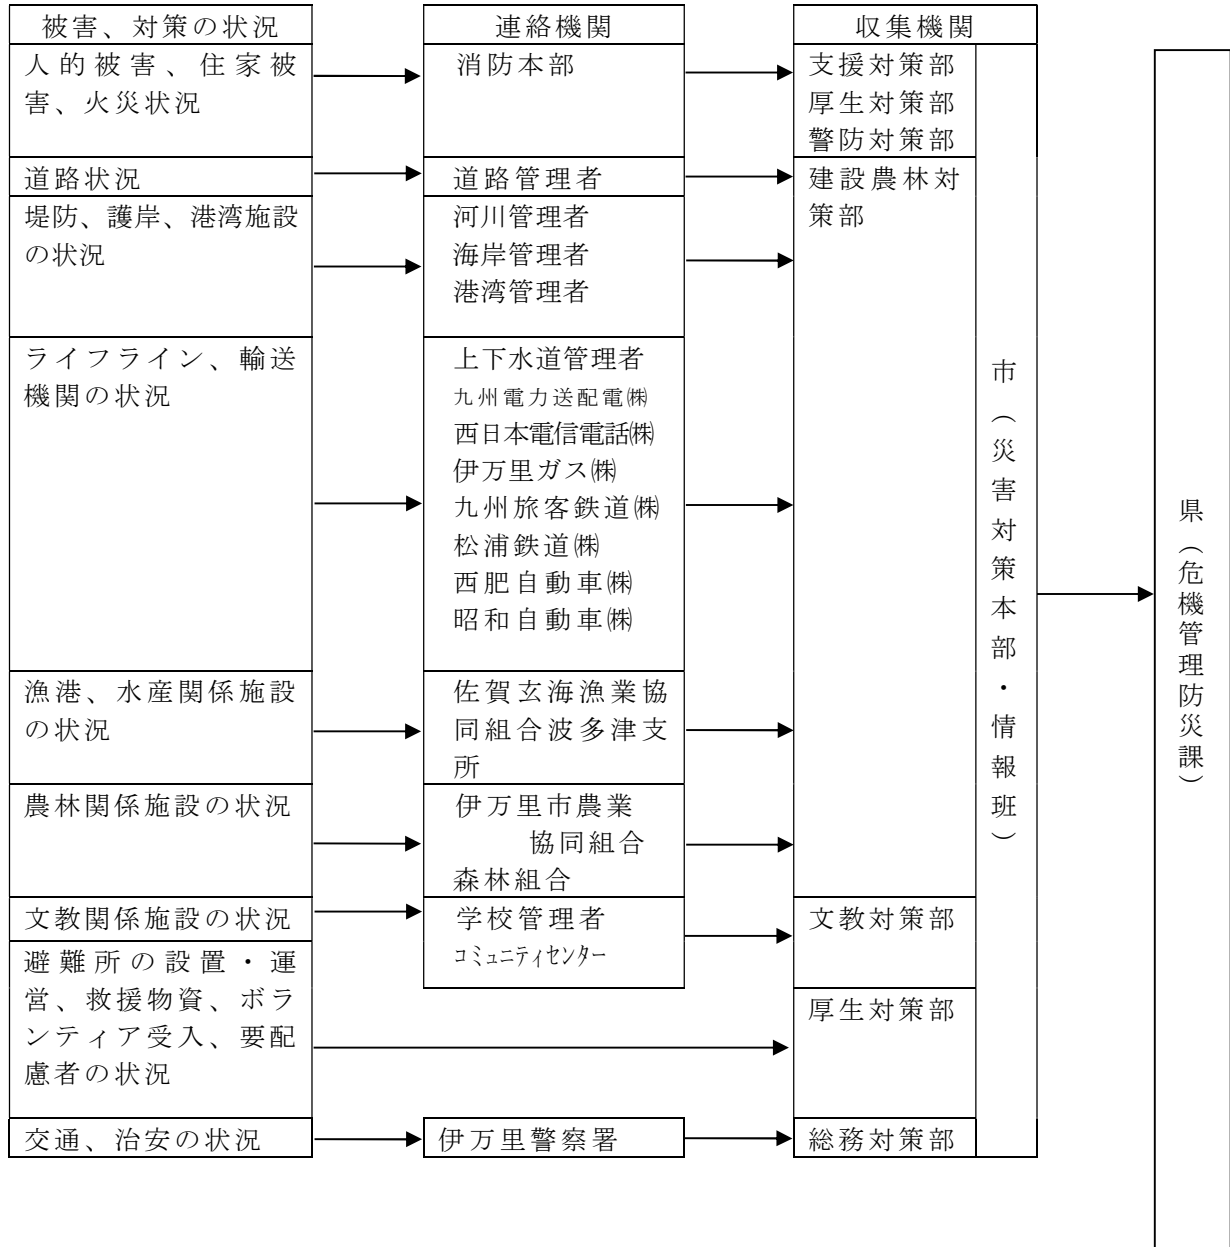 被害、対策の状況
連絡機関
収集機関
人的被害、住家被
害、火災状況
消防本部
支援対策部
厚生対策部
警防対策部
道路状況
道路管理者
建設農林対
策部
堤防、護岸、港湾施設
の状況
河川管理者
海岸管理者
港湾管理者
ライフライン、輸送
機関の状況
上下水道管理者
九州電力送配電㈱
西日本電信電話㈱
伊万里ガス㈱
九州旅客鉄道㈱
松浦鉄道㈱
西肥自動車㈱
昭和自動車㈱
漁港、水産関係施設
の状況
佐賀玄海漁業協
同組合波多津支
所
農林関係施設の状況
伊万里市農業
協同組合
森林組合
文教関係施設の状況
学校管理者
コミュニティセンター
文教対策部
避難所の設置・運
営、救援物資、ボラ
ンティア受入、要配
慮者の状況
厚生対策部
交通、治安の状況
伊万里警察署
総務対策部
市（災害対策本部・情報班）
県（危機管理防災課）